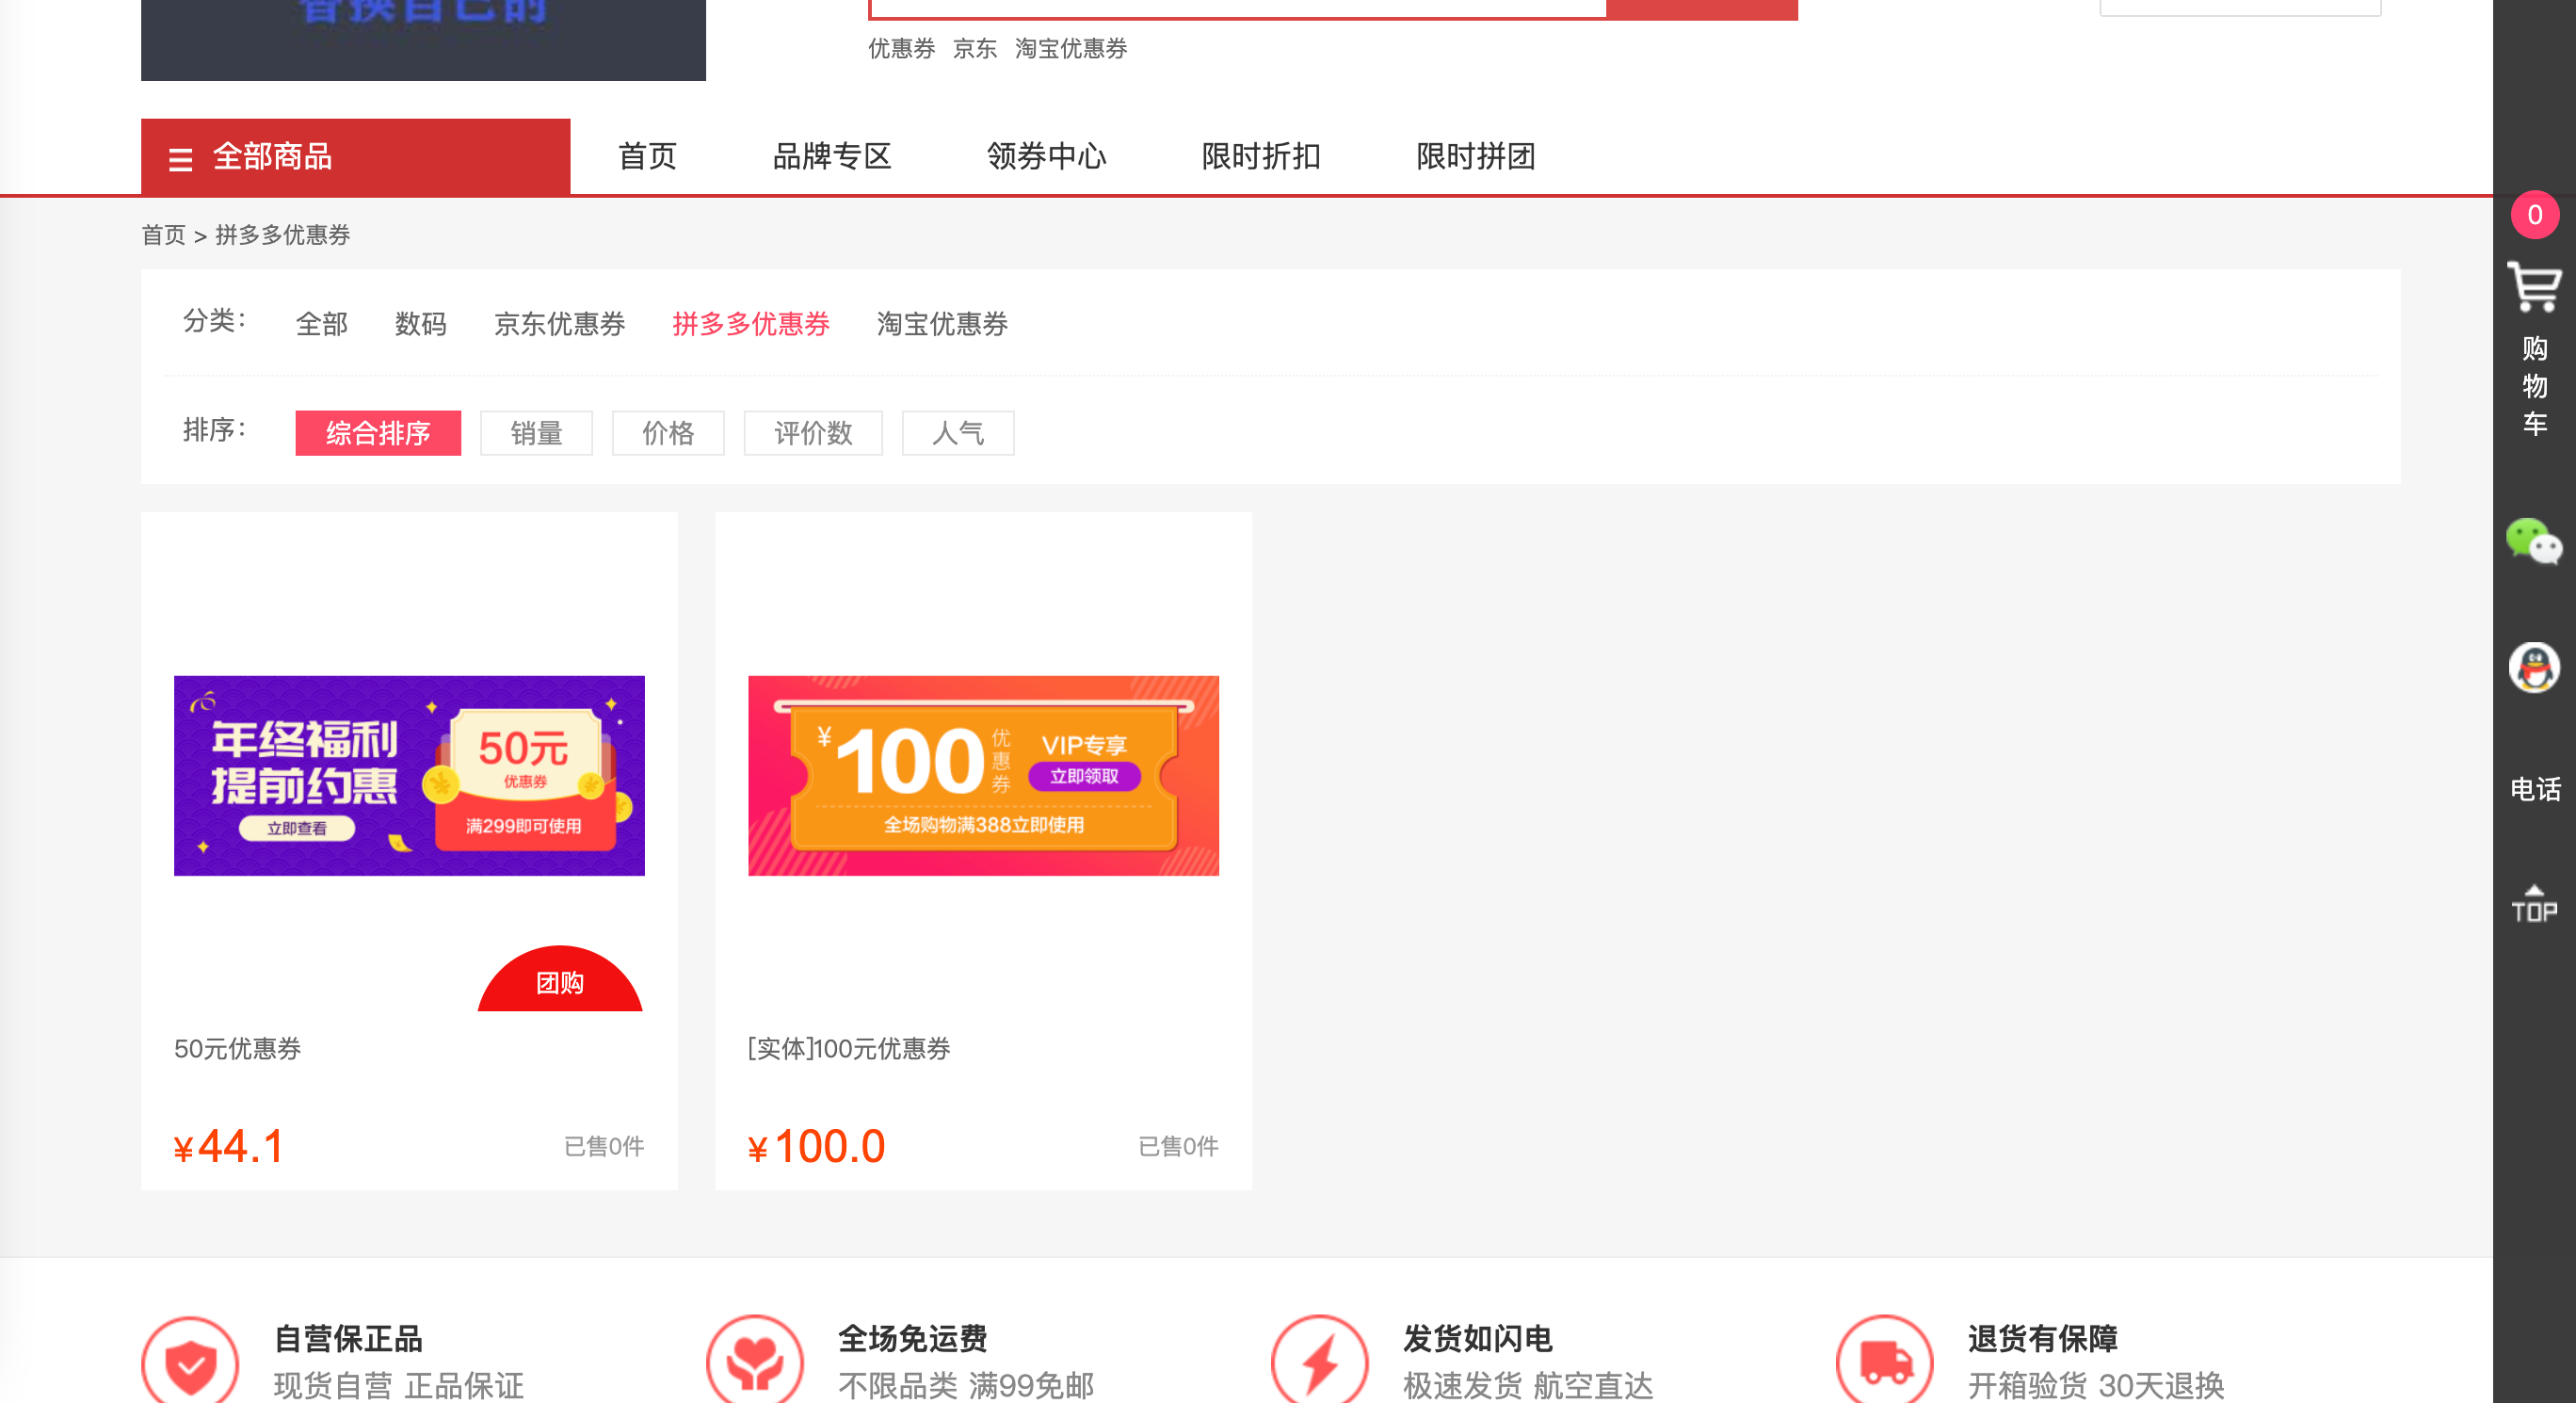 替换自己的
优惠券 京东 淘宝优惠券
全部商品 首页 品牌专区 领券中心 限时折扣 限时拼团
首页 > 拼多多优惠券
分类: 全部 数码 京东优惠券 拼多多优惠券 淘宝优惠券
排序: 综合排序 销量 价格 评价数 人气
年终福利
提前约惠
立即查看
50元
优惠券
满299即可使用
团购
50元优惠券
¥44.1 已售0件
¥100优惠券
VIP专享
立即领取
全场购物满388立即使用
[实体]100元优惠券
¥100.0 已售0件
0
购
物
车
电话
TOP
自营保正品
现货自营 正品保证
全场免运费
不限品类 满99免邮
发货如闪电
极速发货 航空直达
退货有保障
开箱验货 30天退换